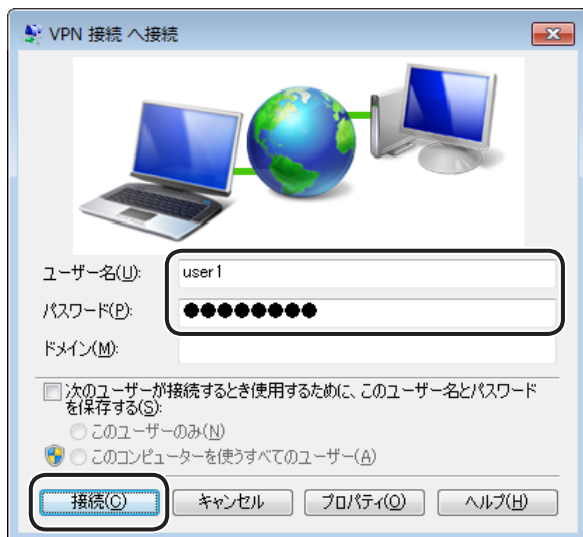 VPN 接続 へ接続
ユーザー名(U): user1
パスワード(P): ●●●●●●●●
ドメイン(M):
次のユーザーが接続するとき使用するために、このユーザー名とパスワード
を保存する(S):
このユーザーのみ(N)
このコンピューターを使うすべてのユーザー(A)
接続(C) キャンセル プロパティ(O) ヘルプ(H)